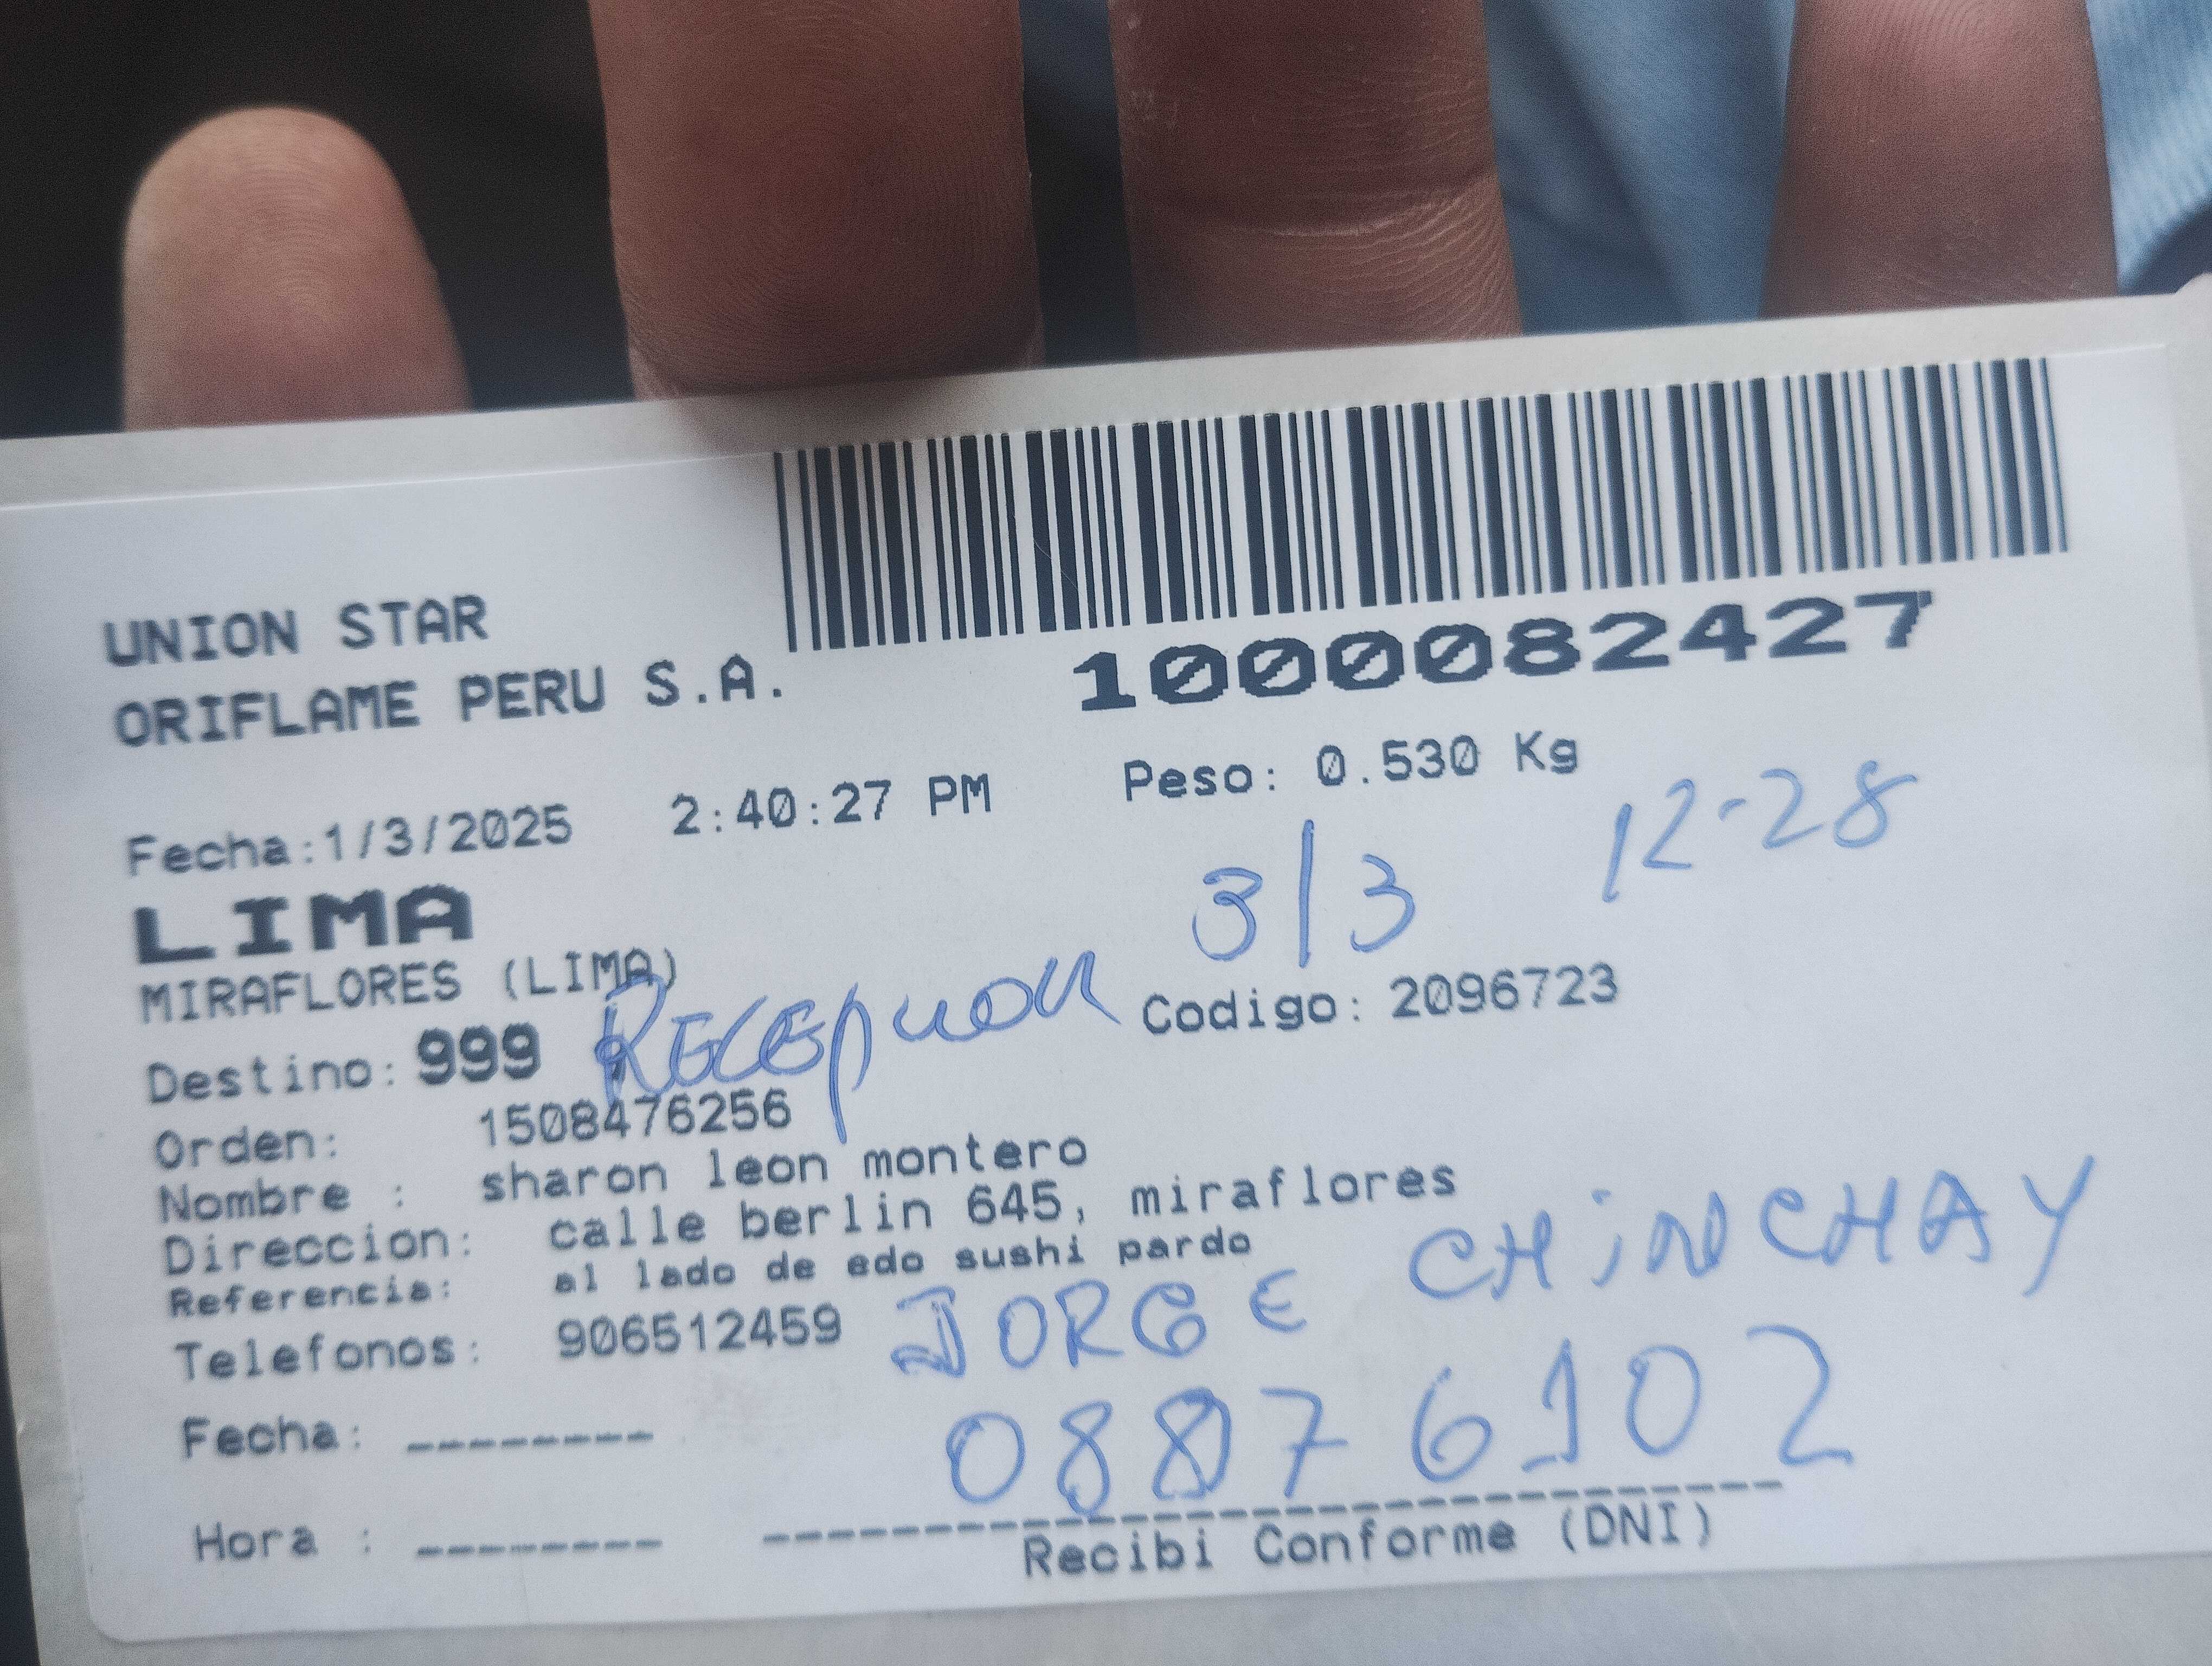 UNION STAR
ORIFLAME PERU S.A.
1000082427
Fecha:1/3/2025 2:40:27 PM Peso: 0.530 Kg
LIMA 3/3 12-28
MIRAFLORES (LIMA)
Destino: 999 Codigo: 2096723
Orden: 1508476256
Nombre : sharon leon montero
Direccion: calle berlin 645, miraflores
Referencia: al lado de edo sushi pardo
Telefonos: 906512459 JORGE CHINCHAY
08876102
Fecha: --------
Hora : --------
Recibi Conforme (DNI)